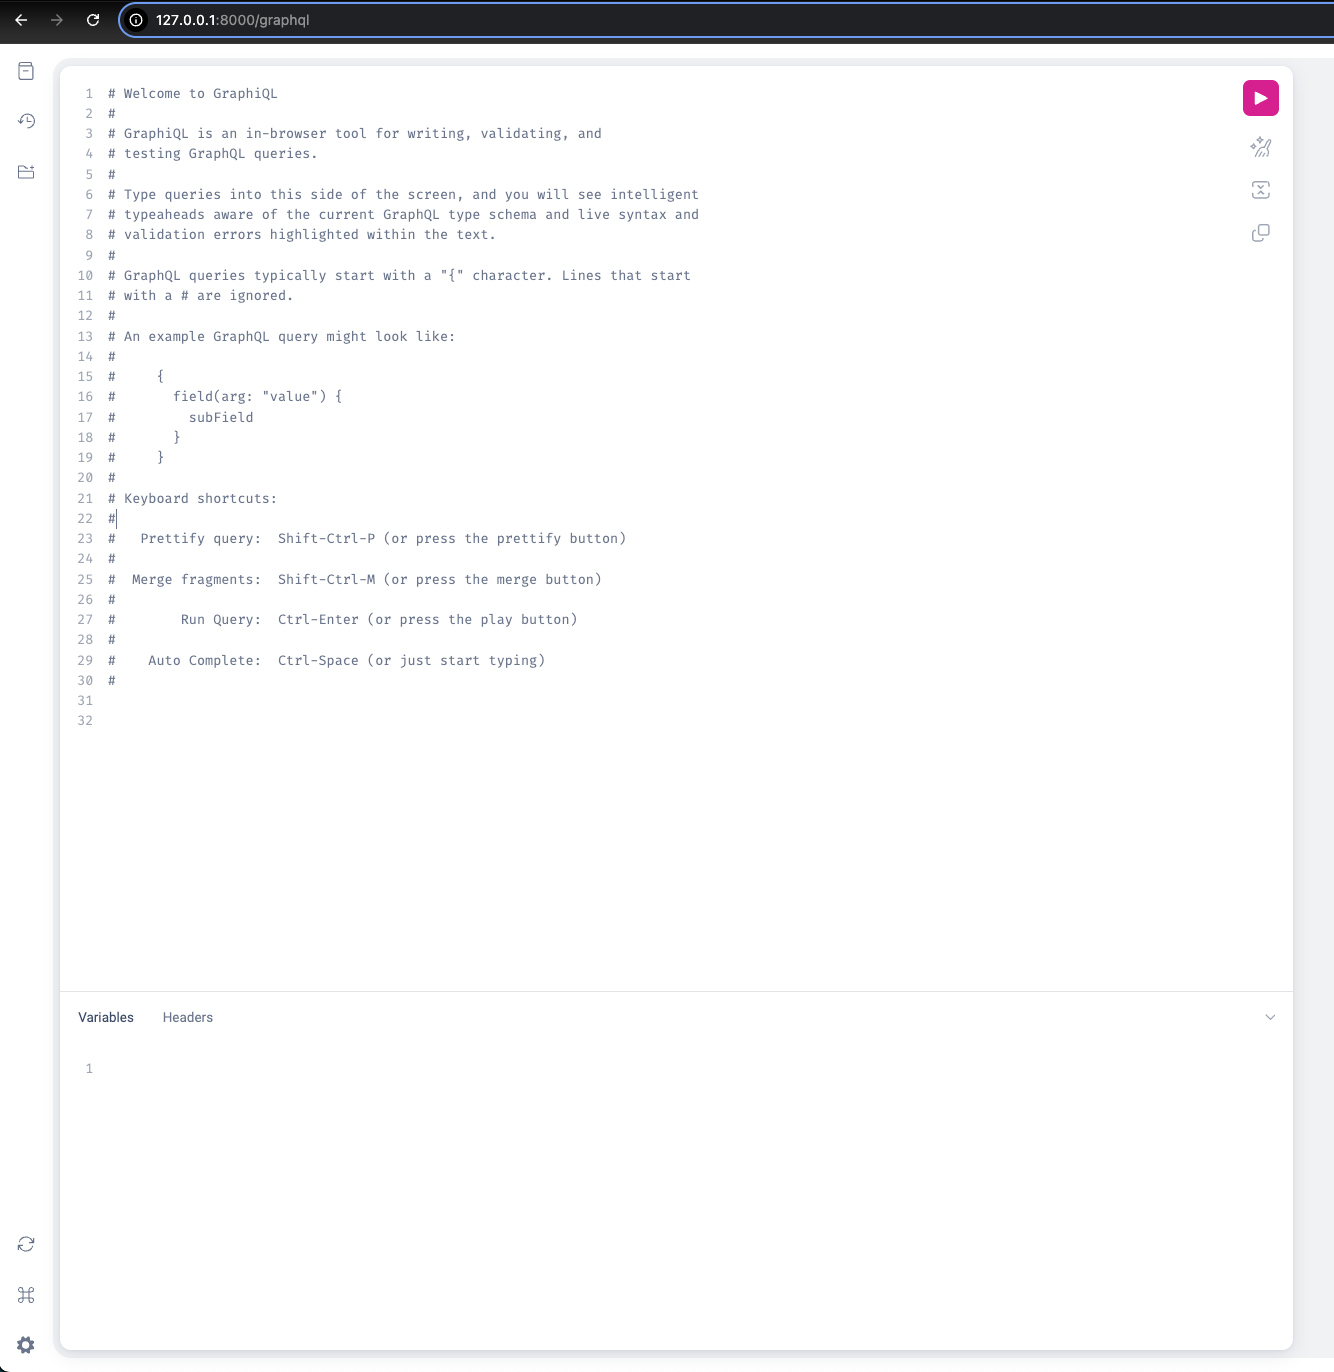 127.0.0.1:8000/graphql
1 # Welcome to GraphiQL
2 #
3 # GraphiQL is an in-browser tool for writing, validating, and
4 # testing GraphQL queries.
5 #
6 # Type queries into this side of the screen, and you will see intelligent
7 # typeaheads aware of the current GraphQL type schema and live syntax and
8 # validation errors highlighted within the text.
9 #
10 # GraphQL queries typically start with a "{" character. Lines that start
11 # with a # are ignored.
12 #
13 # An example GraphQL query might look like:
14 #
15 #     {
16 #       field(arg: "value") {
17 #         subField
18 #       }
19 #     }
20 #
21 # Keyboard shortcuts:
22 #
23 #   Prettify query:  Shift-Ctrl-P (or press the prettify button)
24 #
25 #  Merge fragments:  Shift-Ctrl-M (or press the merge button)
26 #
27 #        Run Query:  Ctrl-Enter (or press the play button)
28 #
29 #    Auto Complete:  Ctrl-Space (or just start typing)
30 #
31
32
Variables Headers
1